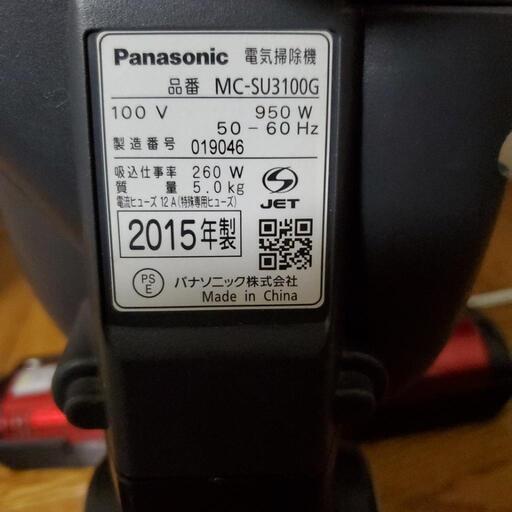 Panasonic 電気掃除機
品番 MC-SU3100G
100 V 950 W
50 - 60 Hz
製造番号 019046
吸込仕事率 260 W
質量 5.0 kg
電流ヒューズ 12 A(特殊専用ヒューズ)
JET
2015年製
PS
E
パナソニック株式会社
Made in China